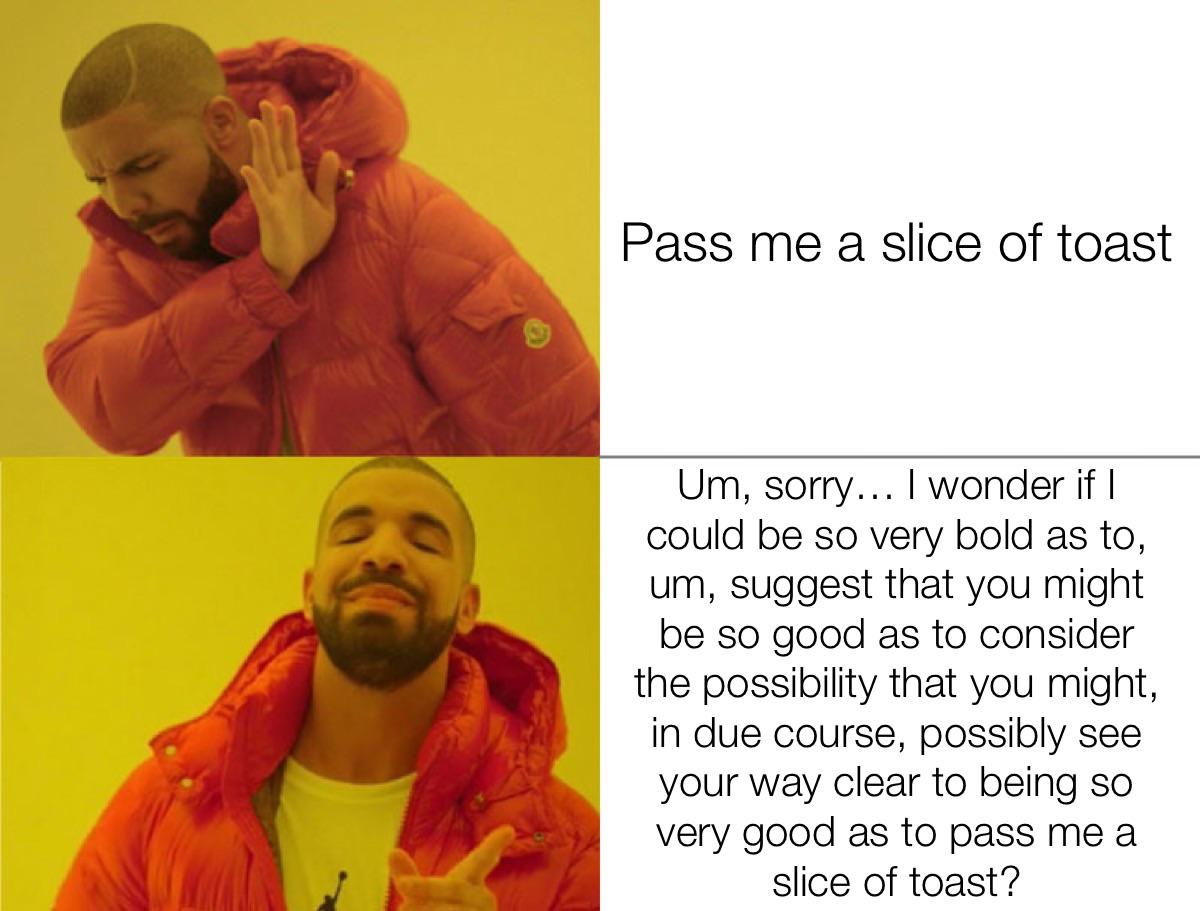 Pass me a slice of toast
Um, sorry… I wonder if I
could be so very bold as to,
um, suggest that you might
be so good as to consider
the possibility that you might,
in due course, possibly see
your way clear to being so
very good as to pass me a
slice of toast?